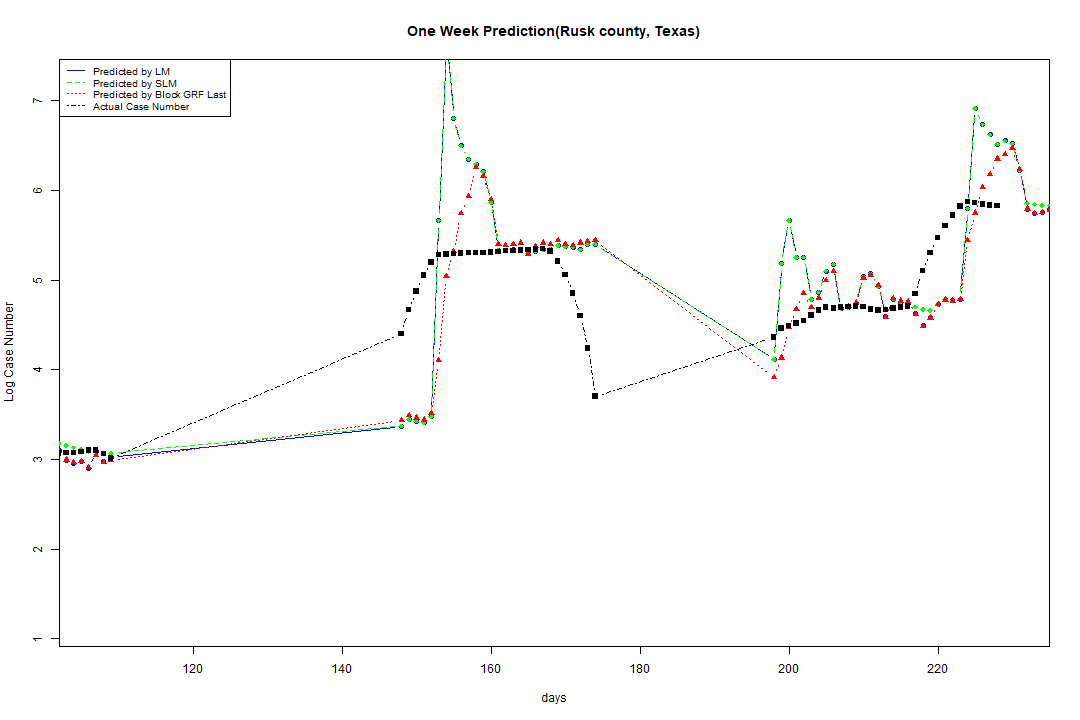 One Week Prediction(Rusk county, Texas)
Predicted by LM
Predicted by SLM
Predicted by Block GRF Last
Actual Case Number
7
6
5
4
3
2
1
Log Case Number
120 140 160 180 200 220
days